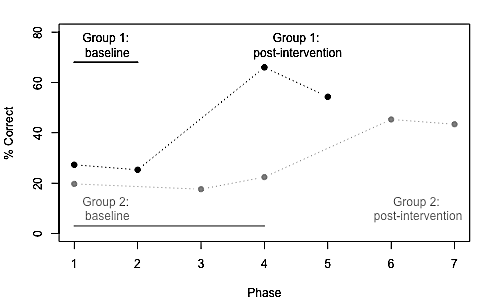 Group 1:
baseline
Group 1:
post-intervention
80
60
40
20
0
% Correct
Group 2:
baseline
Group 2:
post-intervention
1 2 3 4 5 6 7
Phase